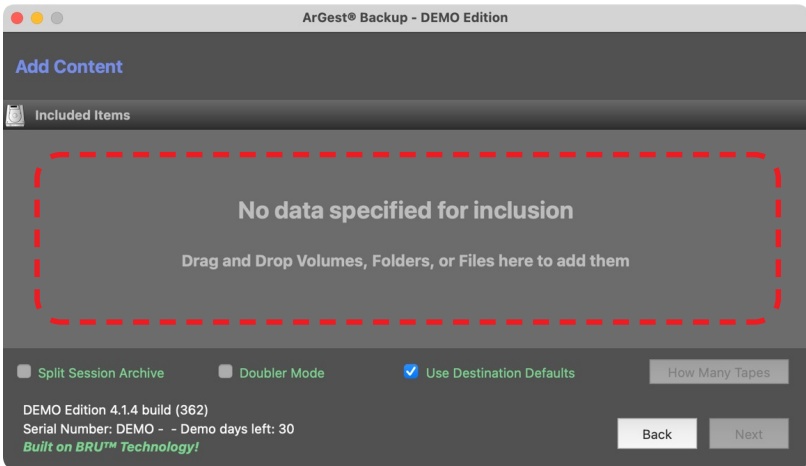 ArGest® Backup - DEMO Edition
Add Content
Included Items
No data specified for inclusion
Drag and Drop Volumes, Folders, or Files here to add them
Split Session Archive
Doubler Mode
Use Destination Defaults
How Many Tapes
DEMO Edition 4.1.4 build (362)
Serial Number: DEMO - - Demo days left: 30
Built on BRU™ Technology!
Back
Next